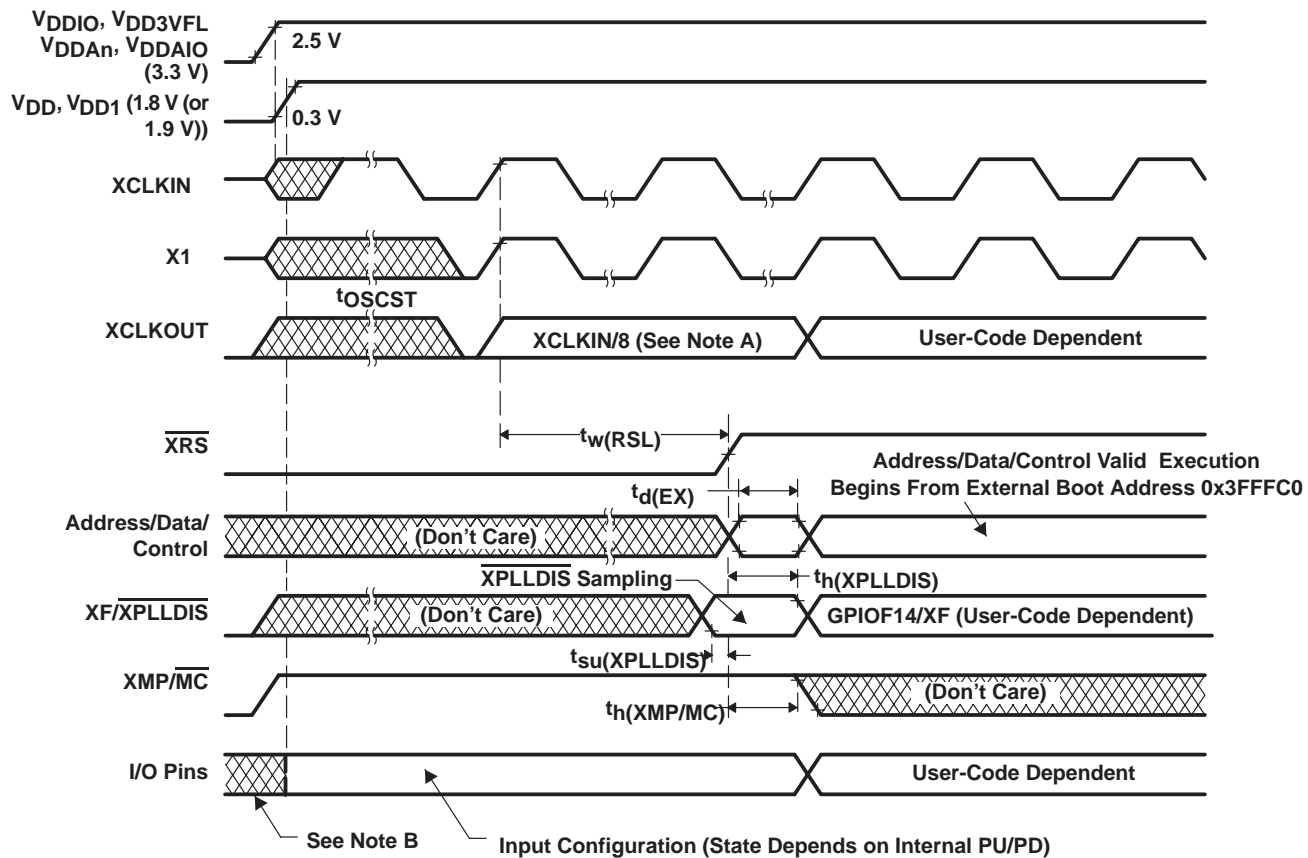 VDDIO, VDD3VFL
VDDAn, VDDAIO
(3.3 V)
2.5 V
VDD, VDD1 (1.8 V (or
1.9 V))
0.3 V
XCLKIN
X1
tOSCST
XCLKOUT
XCLKIN/8 (See Note A)
User-Code Dependent
XRS
tw(RSL)
Address/Data/Control Valid Execution
Begins From External Boot Address 0x3FFFC0
td(EX)
Address/Data/
Control
(Don't Care)
XPLLDIS Sampling
th(XPLLDIS)
XF/XPLLDIS
(Don't Care)
GPIOF14/XF (User-Code Dependent)
tsu(XPLLDIS)
XMP/MC
(Don't Care)
th(XMP/MC)
I/O Pins
User-Code Dependent
See Note B
Input Configuration (State Depends on Internal PU/PD)